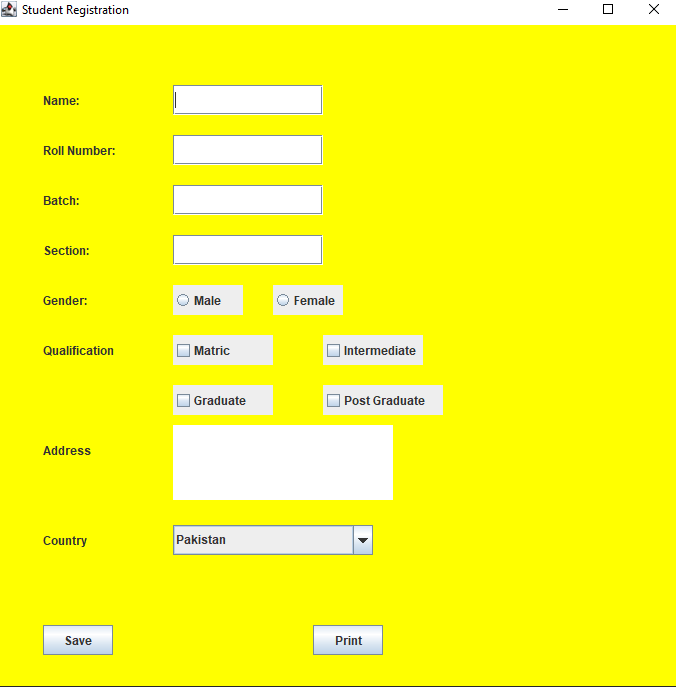 Student Registration
Name:
Roll Number:
Batch:
Section:
Gender: Male Female
Qualification Matric Intermediate
Graduate Post Graduate
Address
Country Pakistan
Save Print